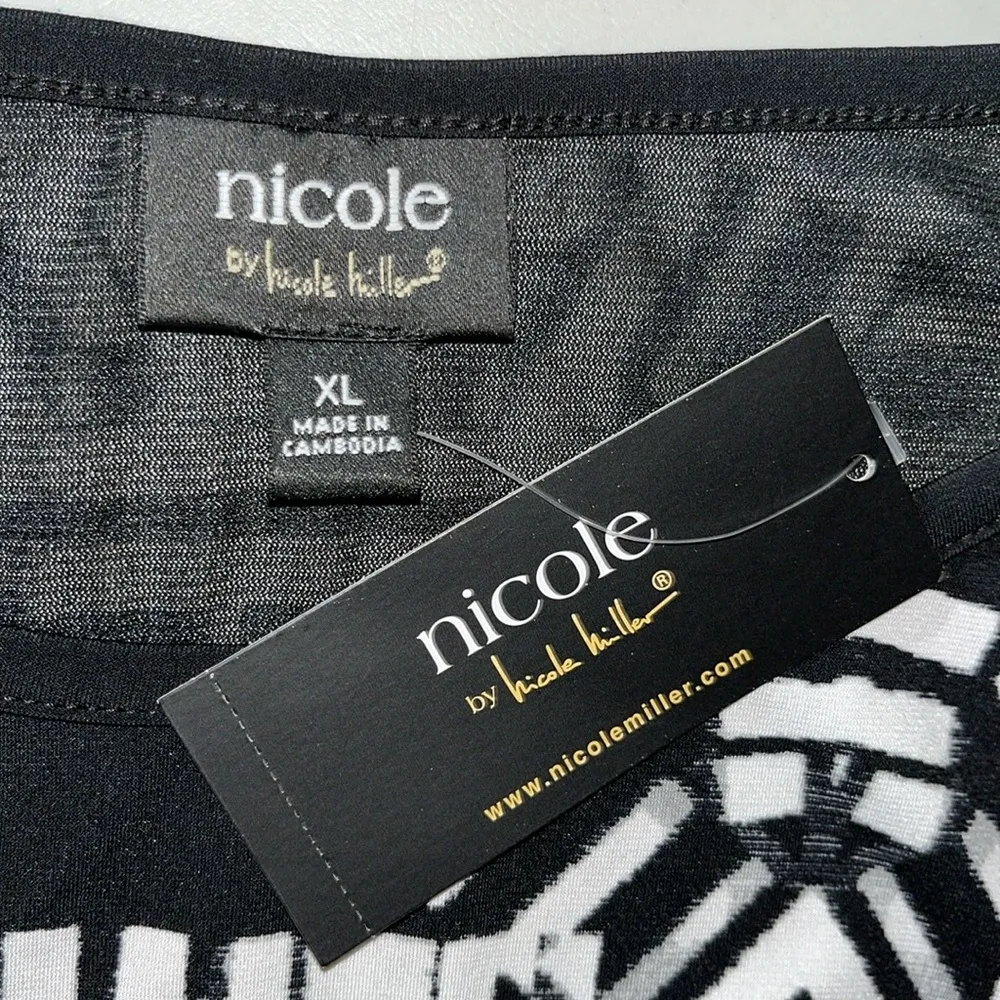 nicole
by nicole miller®
XL
MADE IN
CAMBODIA
nicole
by nicole miller®
www.nicolemiller.com